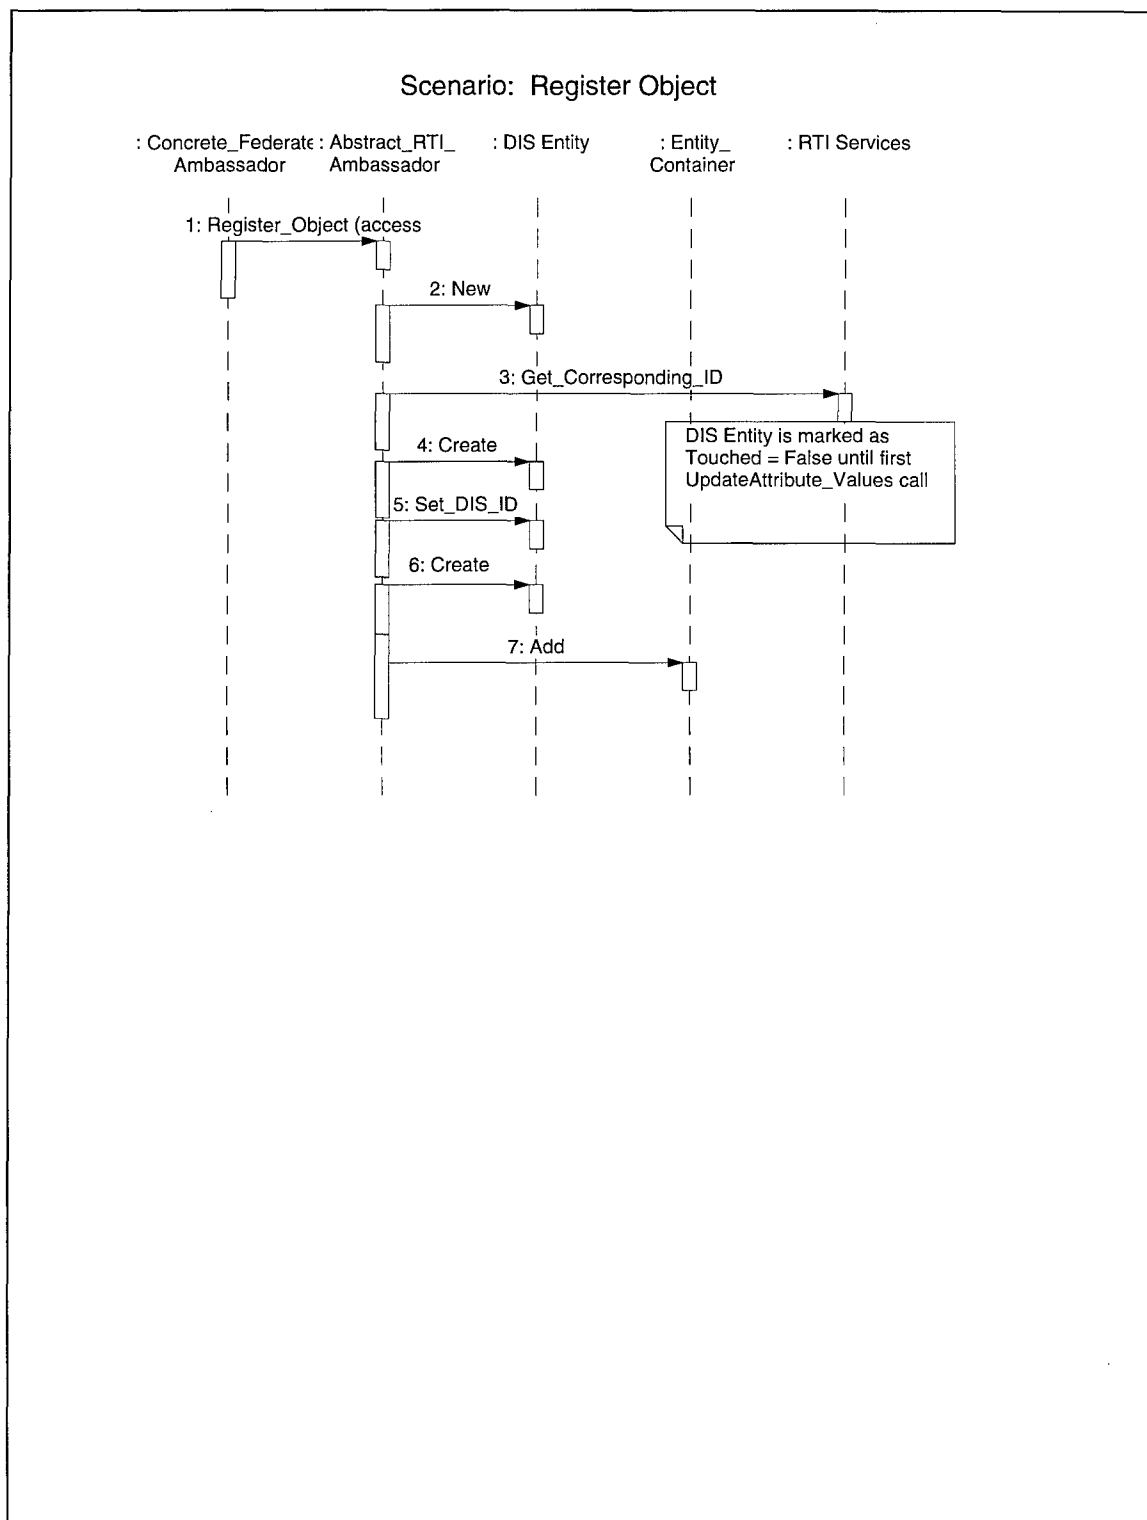 Scenario: Register Object
: Concrete_Federate : Abstract_RTI_ : DIS Entity : Entity_ : RTI Services
Ambassador Ambassador Container
1: Register_Object (access
2: New
3: Get_Corresponding_ID
DIS Entity is marked as
4: Create Touched = False until first
UpdateAttribute_Values call
5: Set_DIS_ID
6: Create
7: Add